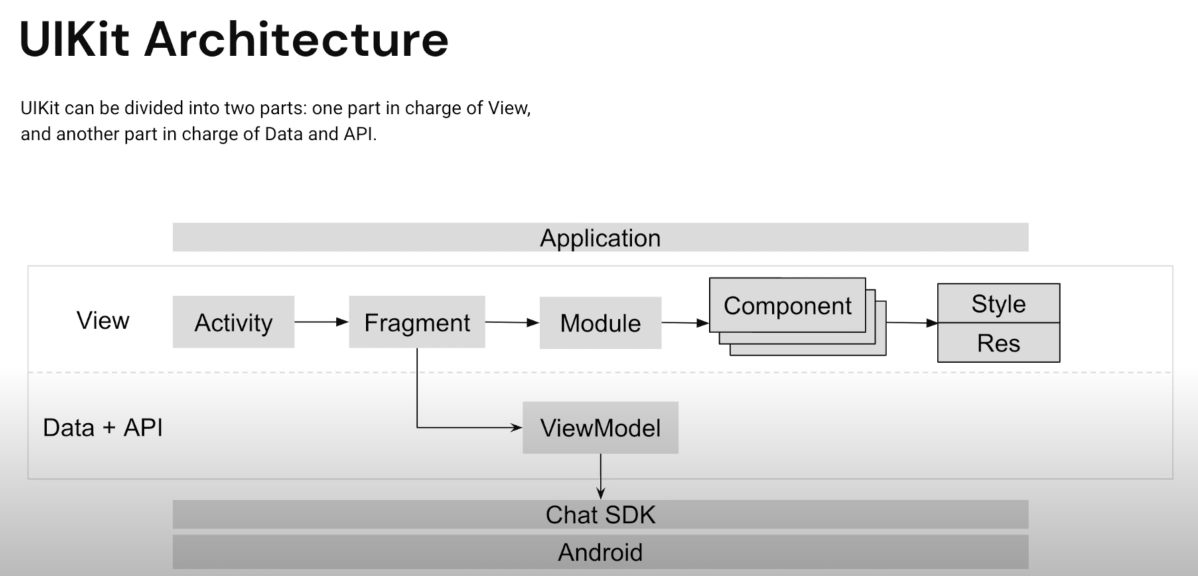 UIKit Architecture
UIKit can be divided into two parts: one part in charge of View,
and another part in charge of Data and API.
Application
View
Activity
Fragment
Module
Component
Style
Res
Data + API
ViewModel
Chat SDK
Android